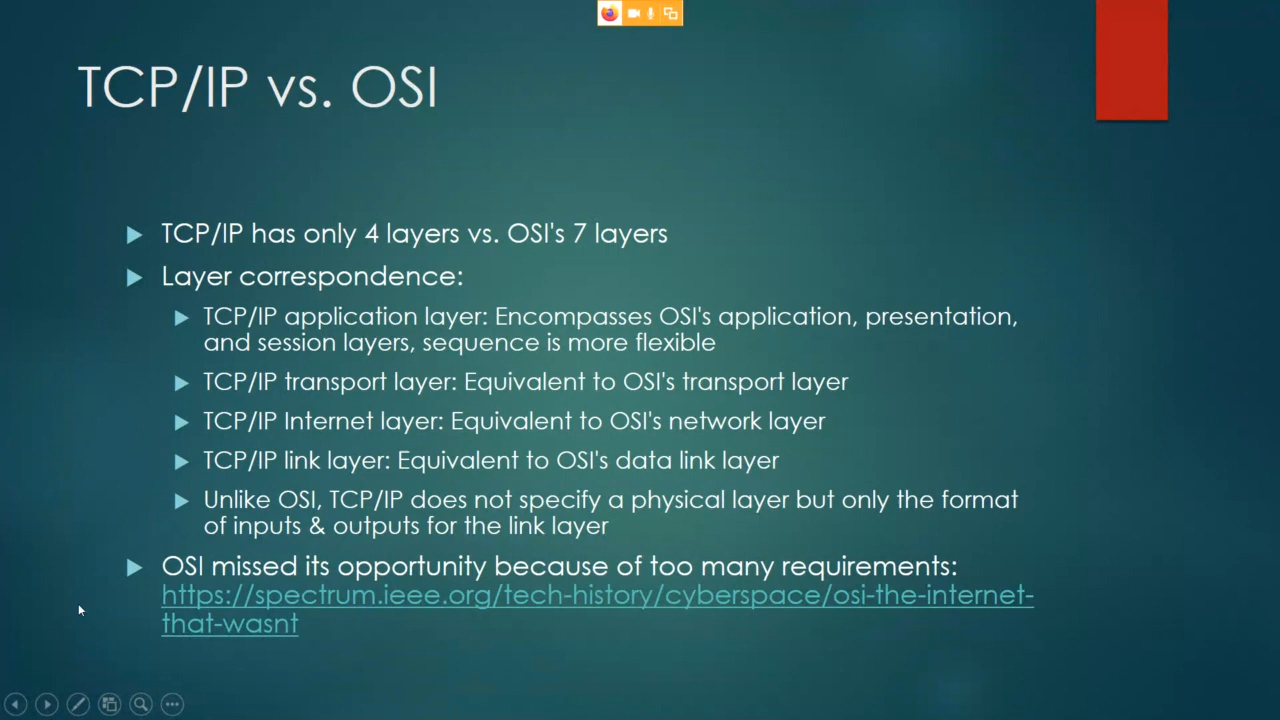 TCP/IP vs. OSI
TCP/IP has only 4 layers vs. OSI's 7 layers
Layer correspondence:
TCP/IP application layer: Encompasses OSI's application, presentation,
and session layers, sequence is more flexible
TCP/IP transport layer: Equivalent to OSI's transport layer
TCP/IP Internet layer: Equivalent to OSI's network layer
TCP/IP link layer: Equivalent to OSI's data link layer
Unlike OSI, TCP/IP does not specify a physical layer but only the format
of inputs & outputs for the link layer
OSI missed its opportunity because of too many requirements:
https://spectrum.ieee.org/tech-history/cyberspace/osi-the-internet-
that-wasnt